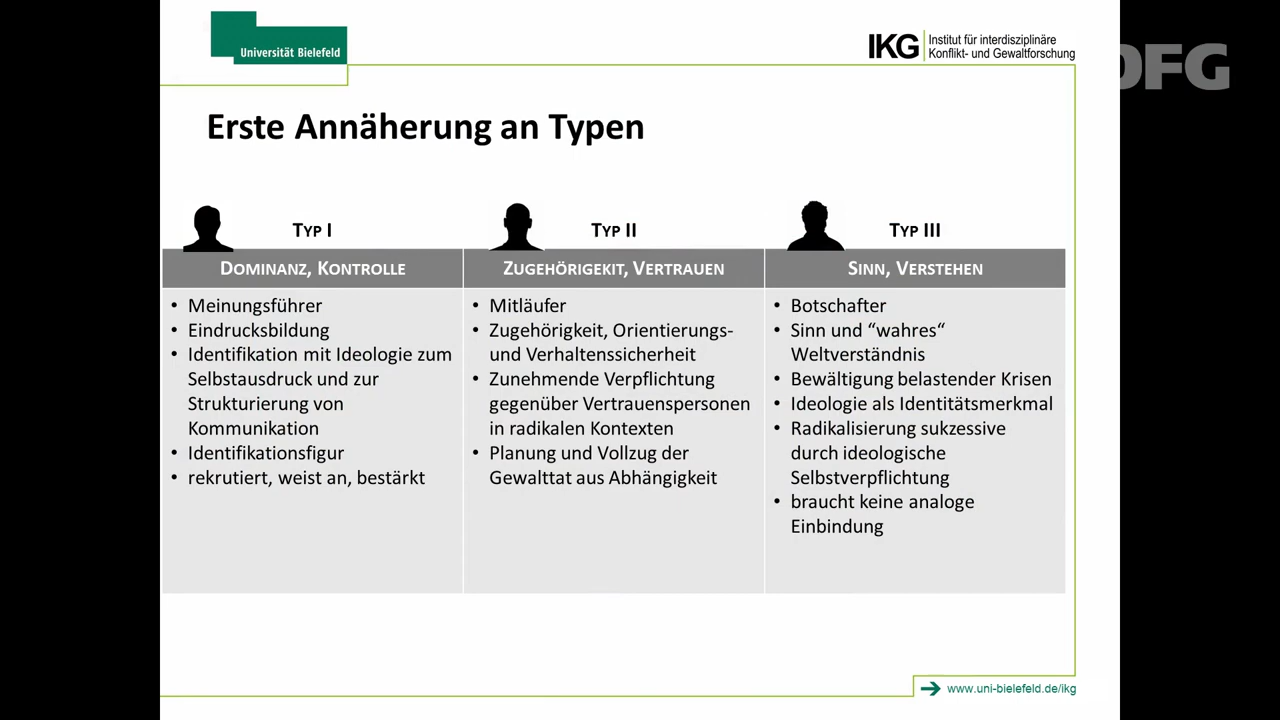 Universität Bielefeld
IKG Institut für interdisziplinäre
Konflikt- und Gewaltforschung
DFG
Erste Annäherung an Typen
Typ I
Typ II
Typ III
Dominanz, Kontrolle
Zugehörigekit, Vertrauen
Sinn, Verstehen
• Meinungsführer
• Eindrucksbildung
• Identifikation mit Ideologie zum
Selbstausdruck und zur
Strukturierung von
Kommunikation
• Identifikationsfigur
• rekrutiert, weist an, bestärkt
• Mitläufer
• Zugehörigkeit, Orientierungs-
und Verhaltenssicherheit
• Zunehmende Verpflichtung
gegenüber Vertrauenspersonen
in radikalen Kontexten
• Planung und Vollzug der
Gewalttat aus Abhängigkeit
• Botschafter
• Sinn und “wahres“
Weltverständnis
• Bewältigung belastender Krisen
• Ideologie als Identitätsmerkmal
• Radikalisierung sukzessive
durch ideologische
Selbstverpflichtung
• braucht keine analoge
Einbindung
www.uni-bielefeld.de/ikg